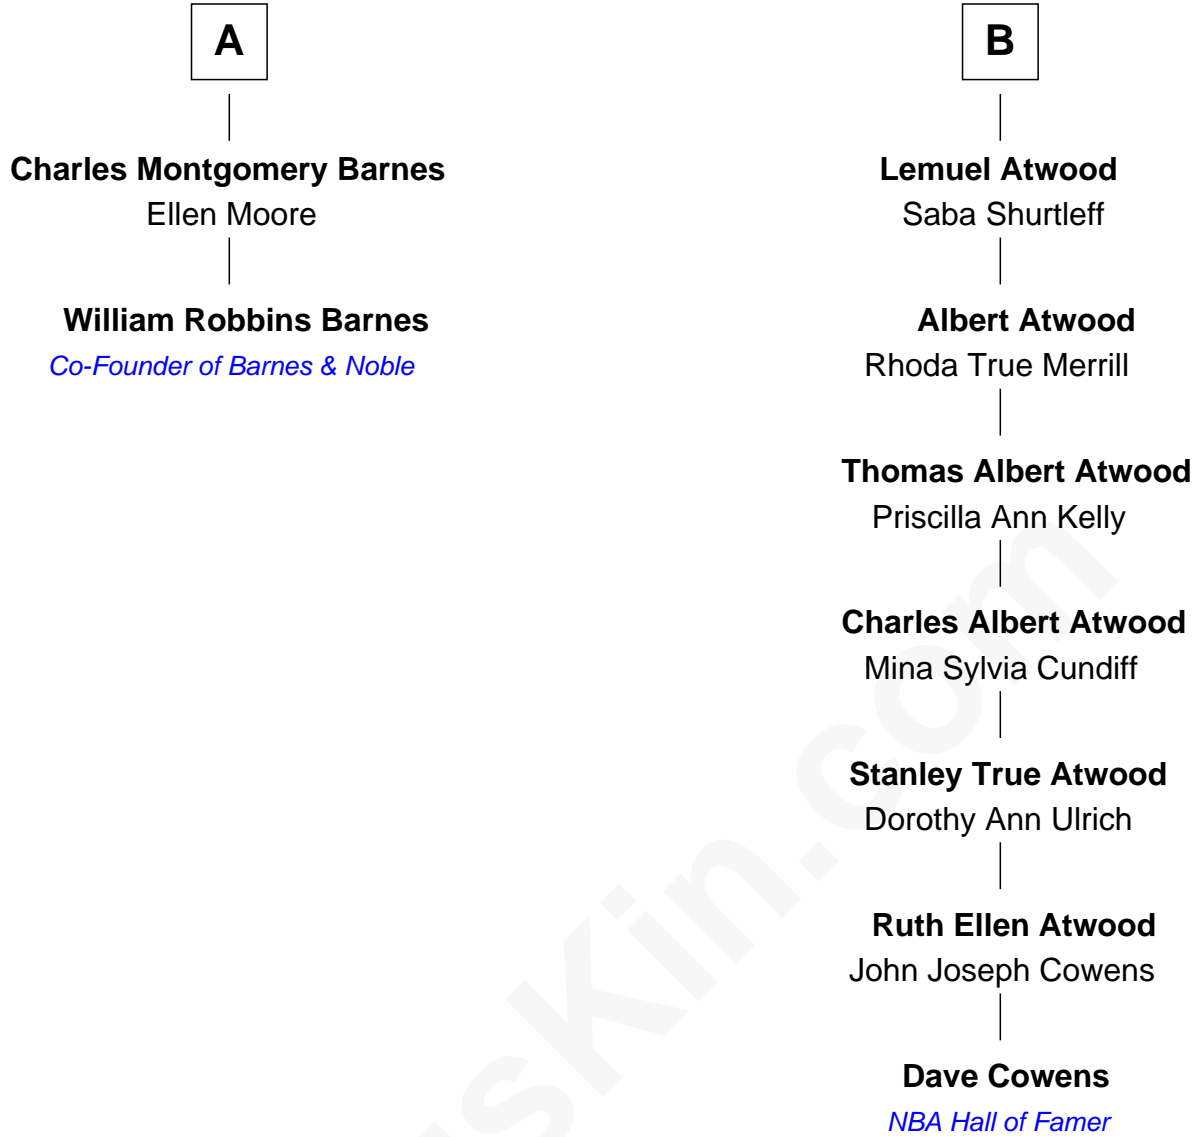 A
Charles Montgomery Barnes
Ellen Moore
William Robbins Barnes
Co-Founder of Barnes & Noble
B
Lemuel Atwood
Saba Shurtleff
Albert Atwood
Rhoda True Merrill
Thomas Albert Atwood
Priscilla Ann Kelly
Charles Albert Atwood
Mina Sylvia Cundiff
Stanley True Atwood
Dorothy Ann Ulrich
Ruth Ellen Atwood
John Joseph Cowens
Dave Cowens
NBA Hall of Famer